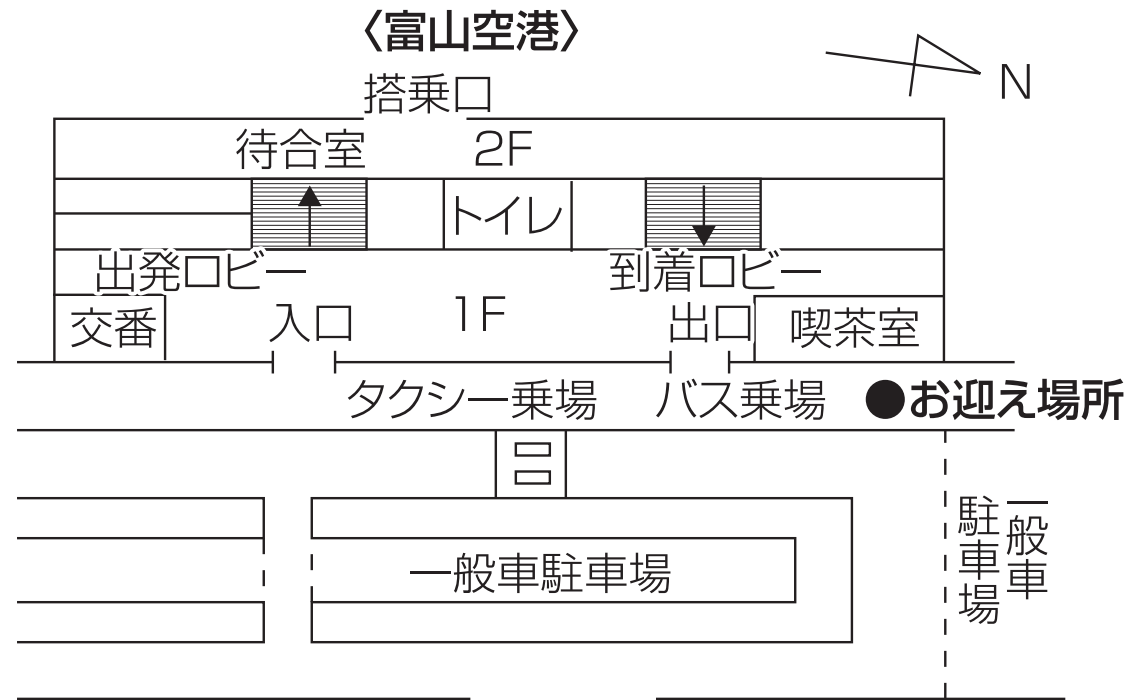 〈富山空港〉
N
搭乗口
待合室
2F
トイレ
出発ロビー
到着ロビー
交番
入口
1F
出口
喫茶室
タクシー乗場
バス乗場
●お迎え場所
一般車駐車場
一般車
駐車場